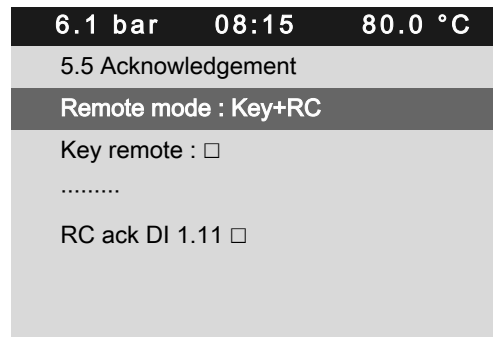 6.1 bar 08:15 80.0 °C
5.5 Acknowledgement
Remote mode : Key+RC
Key remote : □
.........
RC ack DI 1.11 □